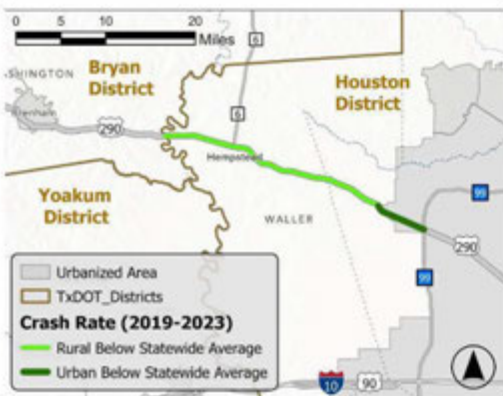 0 5 10 20
Miles
6
SHINGTON
Bryan
District
Houston
District
6
290
Brenham
Hempstead
99
Yoakum
District
WALLER
290
99
Urbanized Area
TxDOT_Districts
Crash Rate (2019-2023)
Rural Below Statewide Average
Urban Below Statewide Average
10
90